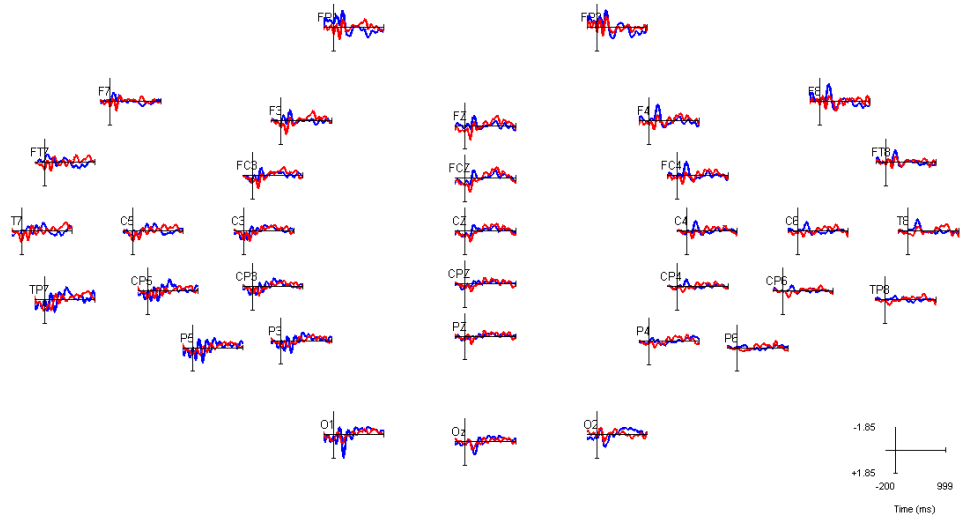 FP1 FP2
F7 F3 FZ F4 F8
FT7 FC3 FCZ FC4 FT8
T7 C5 C3 CZ C4 C6 T8
TP7 CP5 CP3 CPZ CP4 CP6 TP8
P5 P3 PZ P4 P6
O1 Oz O2
-1.85
+1.85
-200 999
Time (ms)